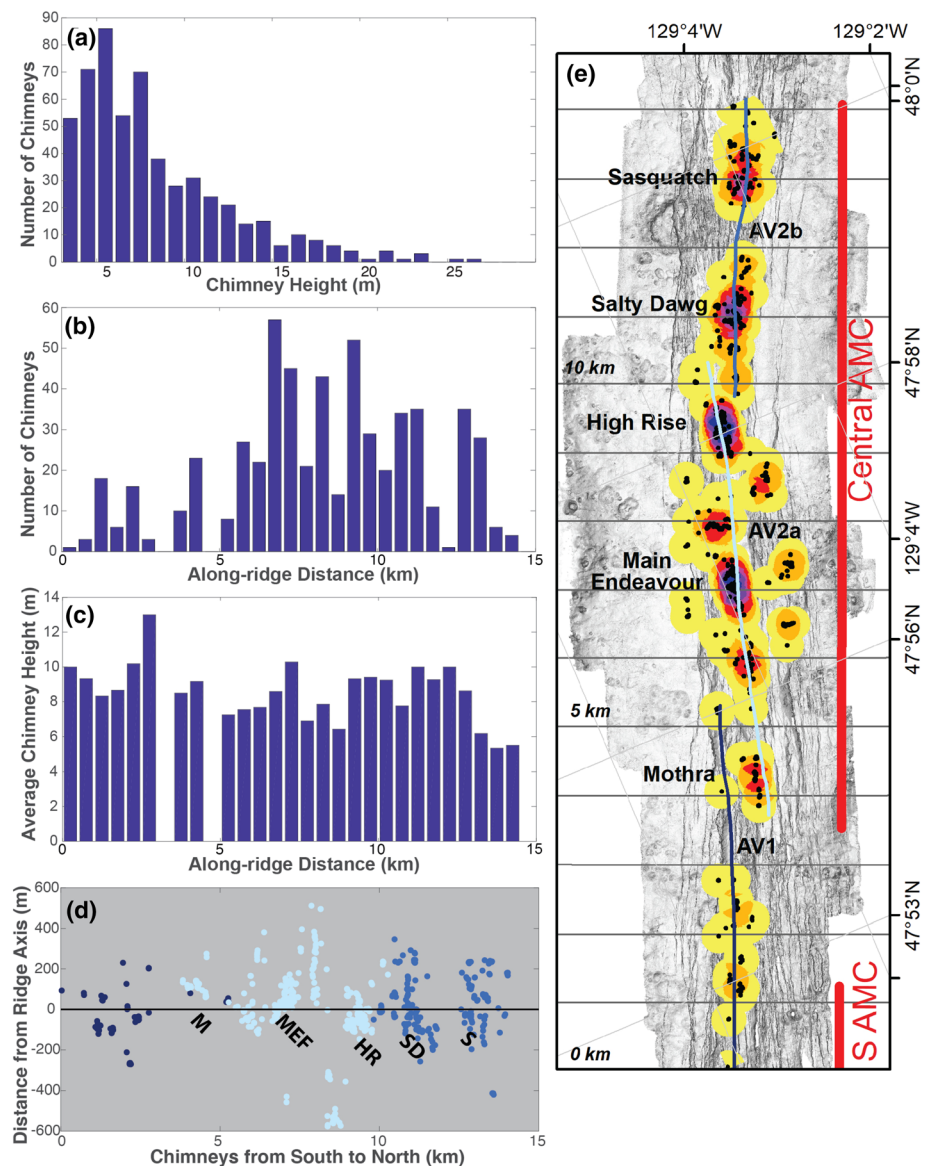 (a)
90
80
70
60
50
40
30
20
10
0
Number of Chimneys
5
10
15
20
25
Chimney Height (m)
(b)
60
50
40
30
20
10
0
Number of Chimneys
0
5
10
15
Along-ridge Distance (km)
(c)
14
12
10
8
6
4
2
0
Average Chimney Height (m)
0
5
10
15
Along-ridge Distance (km)
(d)
600
400
200
0
-200
-400
-600
Distance from Ridge Axis (m)
M
MEF
HR
SD
S
0
5
10
15
Chimneys from South to North (km)
129°4'W
129°2'W
(e)
48°0'N
Sasquatch
AV2b
Salty Dawg
47°58'N
10 km
High Rise
Central AMC
AV2a
129°4'W
Main
Endeavour
47°56'N
5 km
Mothra
AV1
47°53'N
S AMC
0 km